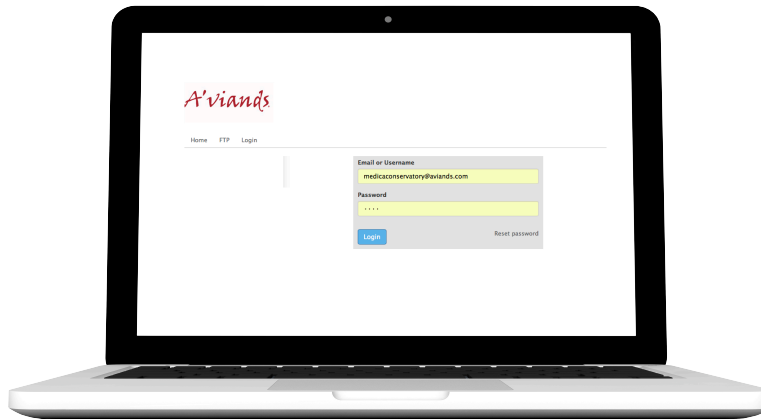 A'viands
Home FTP Login
Email or Username
medicaconservatory@aviands.com
Password
....
Login
Reset password